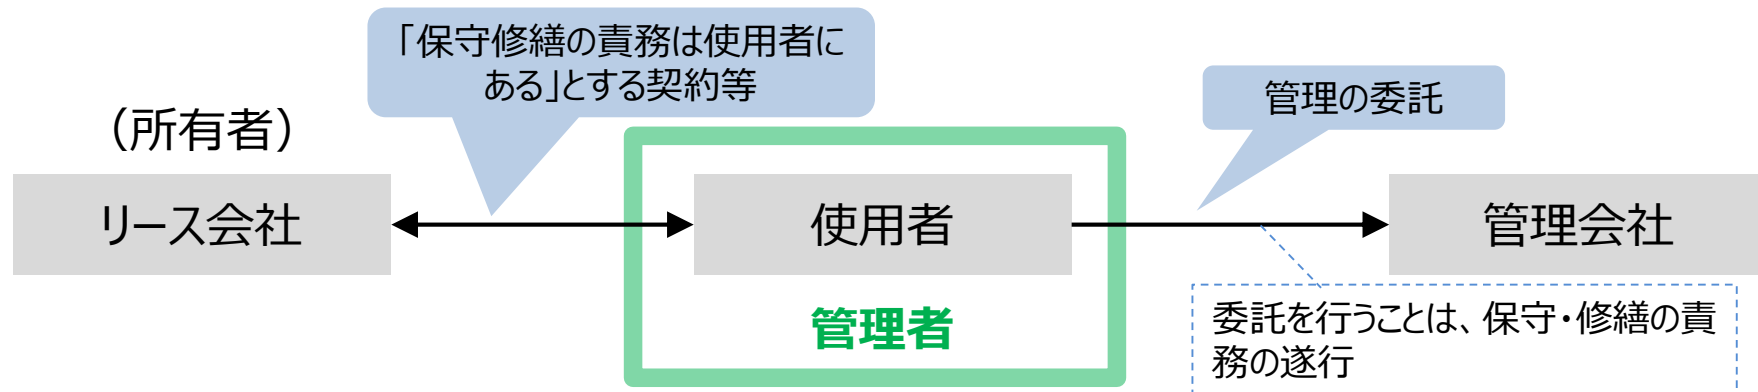 「保守修繕の責務は使用者に
ある」とする契約等
管理の委託
（所有者）
リース会社
使用者
管理会社
管理者
委託を行うことは、保守・修繕の責
務の遂行